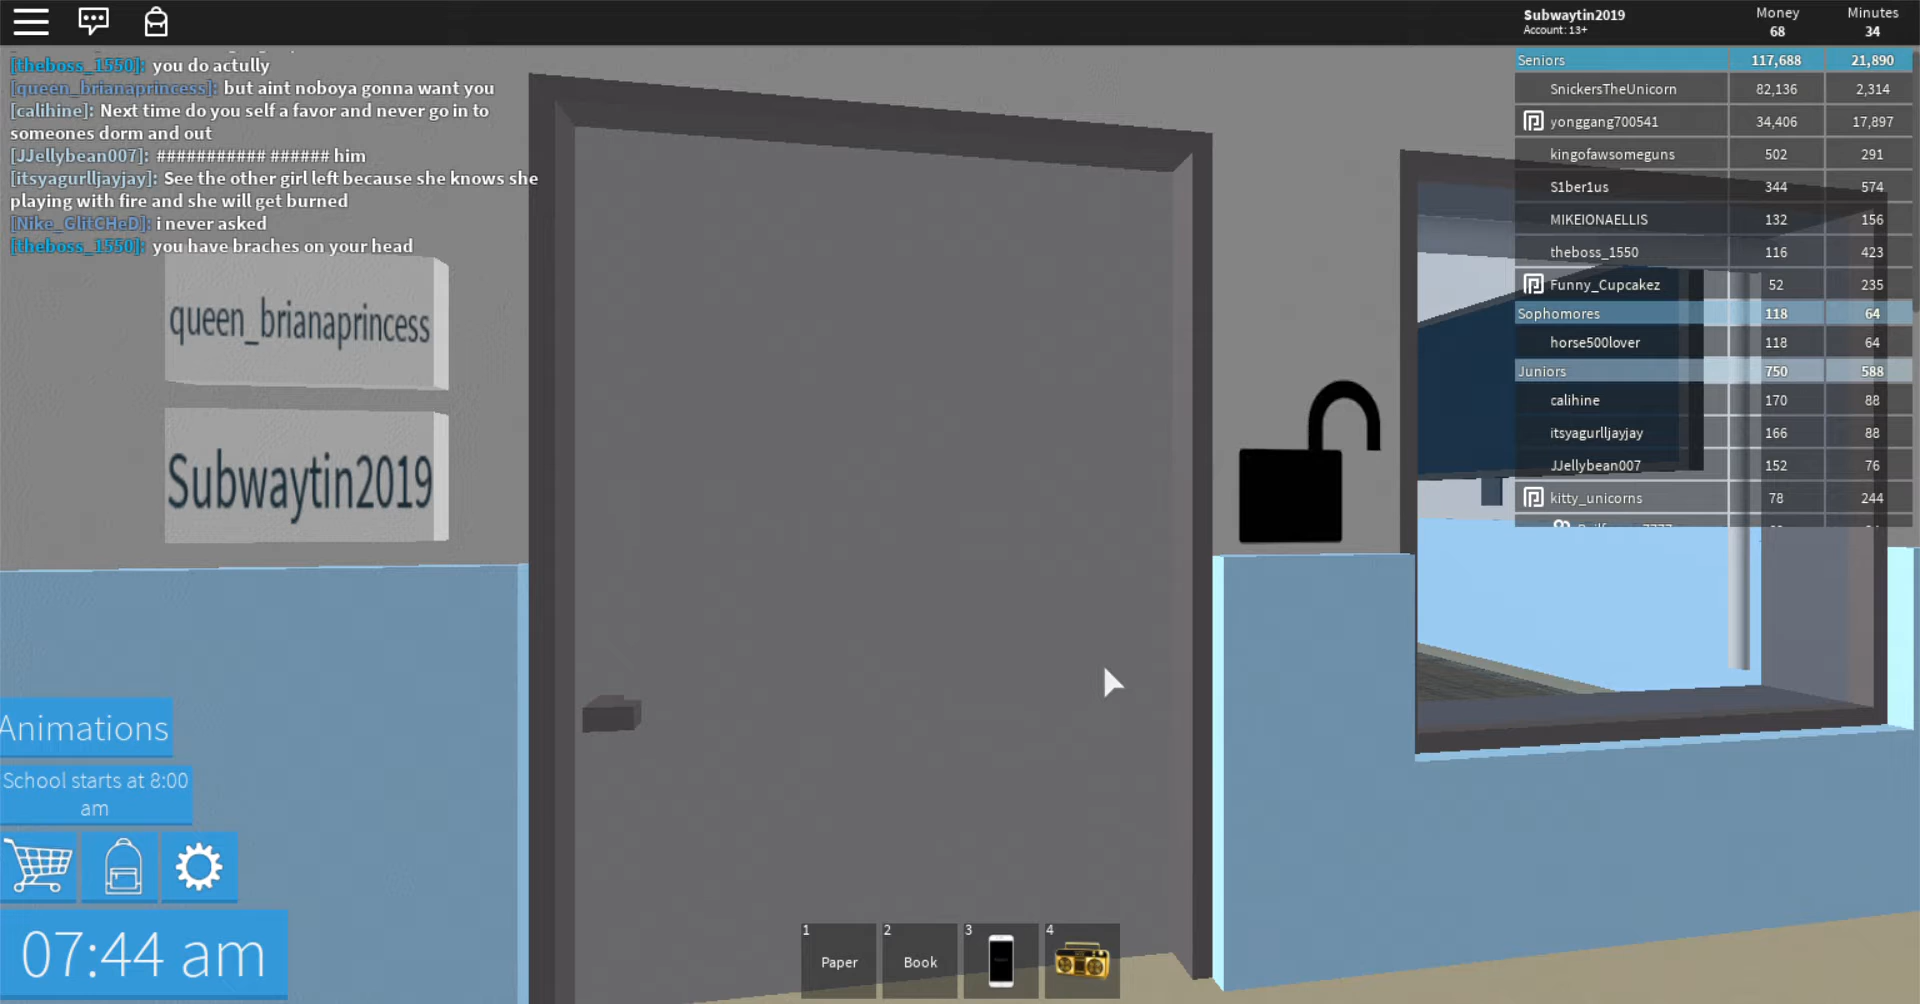 Subwaytin2019
Account: 13+
Money
68
Minutes
34
[theboss_1550]: you do actully
[queen_brianaprincess]: but aint noboya gonna want you
[calihine]: Next time do you self a favor and never go in to
someones dorm and out
[JJellybean007]: ########### ###### him
[itsyagurlljayjay]: See the other girl left because she knows she
playing with fire and she will get burned
[Nike_GlitCHeD]: i never asked
[theboss_1550]: you have braches on your head
Seniors 117,688 21,890
SnickersTheUnicorn 82,136 2,314
yonggang700541 34,406 17,897
kingofawsomeguns 502 291
S1ber1us 344 574
MIKEIONAELLIS 132 156
theboss_1550 116 423
Funny_Cupcakez 52 235
Sophomores 118 64
horse500lover 118 64
Juniors 750 588
calihine 170 88
itsyagurlljayjay 166 88
JJellybean007 152 76
kitty_unicorns 78 244
queen_brianaprincess
Subwaytin2019
Animations
School starts at 8:00
am
07:44 am
1
Paper
2
Book
3
4